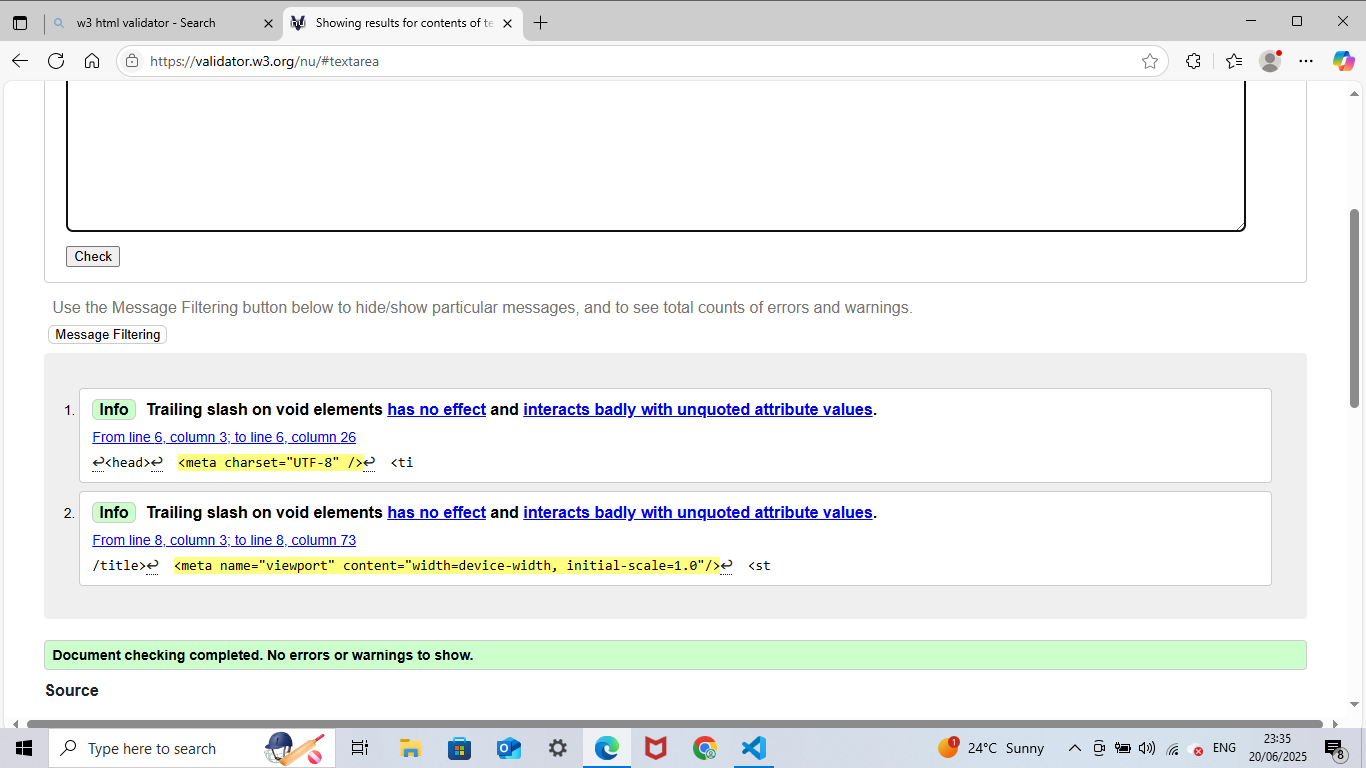 w3 html validator - Search
Showing results for contents of te
https://validator.w3.org/nu/#textarea
Check
Use the Message Filtering button below to hide/show particular messages, and to see total counts of errors and warnings.
Message Filtering
1. Info Trailing slash on void elements has no effect and interacts badly with unquoted attribute values.
From line 6, column 3; to line 6, column 26
↩<head>↩ <meta charset="UTF-8" />↩ <ti
2. Info Trailing slash on void elements has no effect and interacts badly with unquoted attribute values.
From line 8, column 3; to line 8, column 73
/title>↩ <meta name="viewport" content="width=device-width, initial-scale=1.0"/>↩ <st
Document checking completed. No errors or warnings to show.
Source
Type here to search
1
24°C Sunny
ENG
23:35
20/06/2025
8